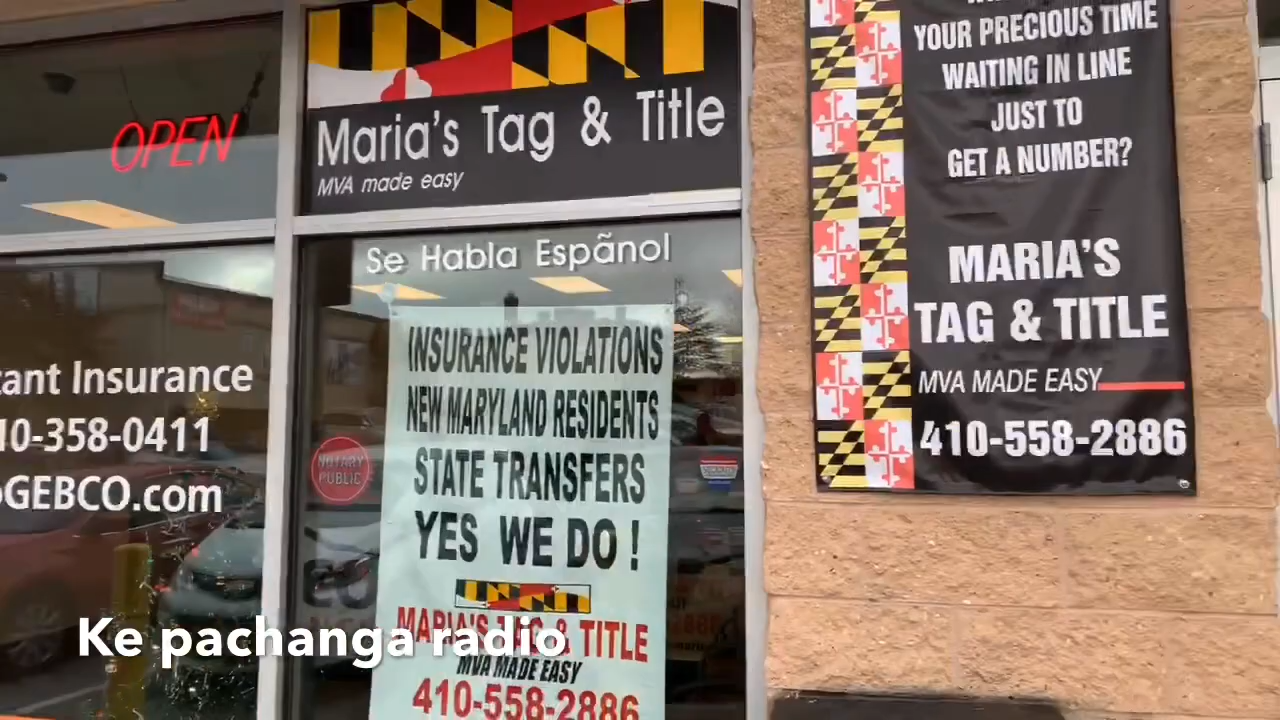 OPEN
Maria's Tag & Title
MVA made easy
Se Habla Espãnol
Insurance
10-358-0411
GEBCO.com
NOTARY
PUBLIC
INSURANCE VIOLATIONS
NEW MARYLAND RESIDENTS
STATE TRANSFERS
YES WE DO !
MARIA'S TAG & TITLE
MVA MADE EASY
410-558-2886
YOUR PRECIOUS TIME
WAITING IN LINE
JUST TO
GET A NUMBER?
MARIA'S
TAG & TITLE
MVA MADE EASY
410-558-2886
Ke pachanga radio